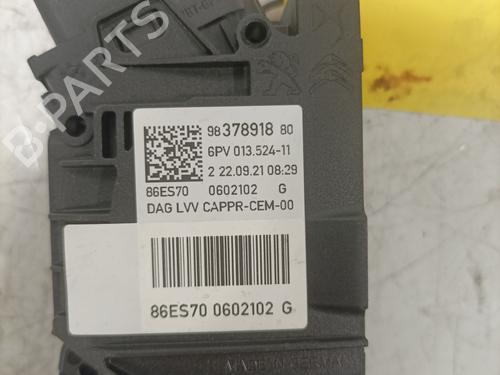 B-PARTS
98 378918 80
6PV 013.524-11
2 22.09.21 08:29
86ES70 0602102 G
DAG LVV CAPPR-CEM-00
86ES70 0602102 G
MADE IN GERMANY